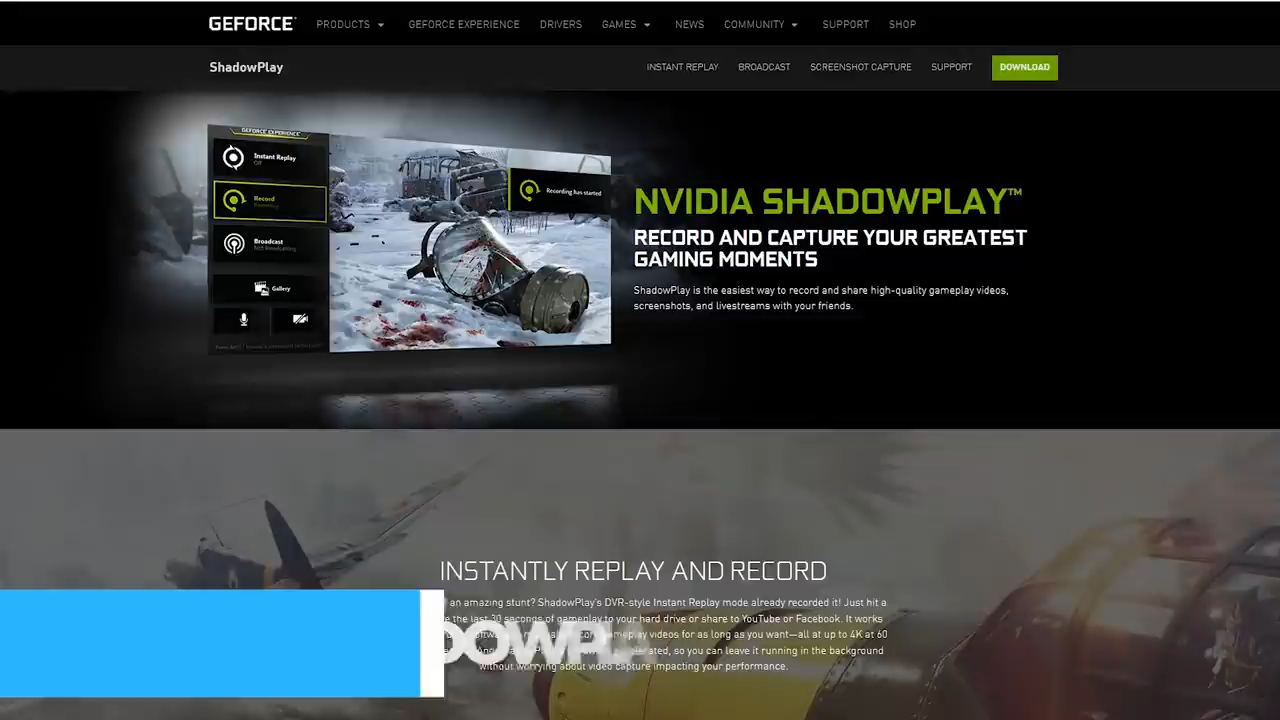 GEFORCE PRODUCTS GEFORCE EXPERIENCE DRIVERS GAMES NEWS COMMUNITY SUPPORT SHOP
ShadowPlay INSTANT REPLAY BROADCAST SCREENSHOT CAPTURE SUPPORT DOWNLOAD
GEFORCE EXPERIENCE
Instant Replay
Off
Record
Recording has started
Broadcast
Not Broadcasting
Gallery
NVIDIA SHADOWPLAY™
RECORD AND CAPTURE YOUR GREATEST
GAMING MOMENTS
ShadowPlay is the easiest way to record and share high-quality gameplay videos,
screenshots, and livestreams with your friends.
INSTANTLY REPLAY AND RECORD
an amazing stunt? ShadowPlay's DVR-style Instant Replay mode already recorded it! Just hit a
the last 30 seconds of gameplay to your hard drive or share to YouTube or Facebook. It works
gameplay videos for as long as you want—all at up to 4K at 60
so you can leave it running in the background
without worrying about video capture impacting your performance.